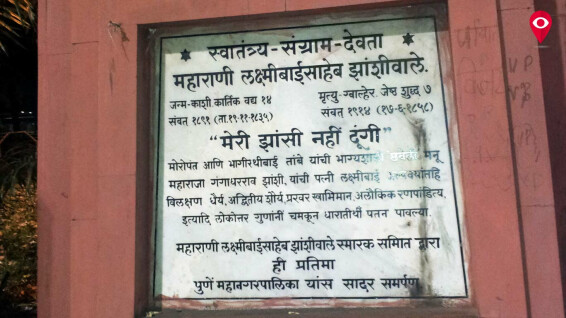 स्वातंत्र्य-संग्राम-देवता
महाराणी लक्ष्मीबाईसाहेब झांशीवाले.
जन्म-काशी कार्तिक वद्य १४
संवत् १८९१ (ता.१९-११-१८३५)
मृत्यु-ग्वाल्हेर. जेष्ठ शुद्ध ७
संवत् १९१४ (१७-६-१८५८)
"मेरी झांसी नहीं दूंगी"
मोरोपंत आणि भागीरथीबाई तांबे यांची मनू
महाराजा गंगाधरराव झांशी, यांची पत्नी लक्ष्मीबाई
विलक्षण धैर्य, अद्वितीय शौर्य, प्रखर स्वाभिमान, अलौकिक रणपांडित्य,
इत्यादि लोकोत्तर गुणांनीं चमकून धारातीर्थी पतन पावल्या.
महाराणी लक्ष्मीबाईसाहेब झांशीवाले स्मारक समिति द्वारा
ही प्रतिमा
पुणें महानगरपालिका यांस सादर समर्पण
VP